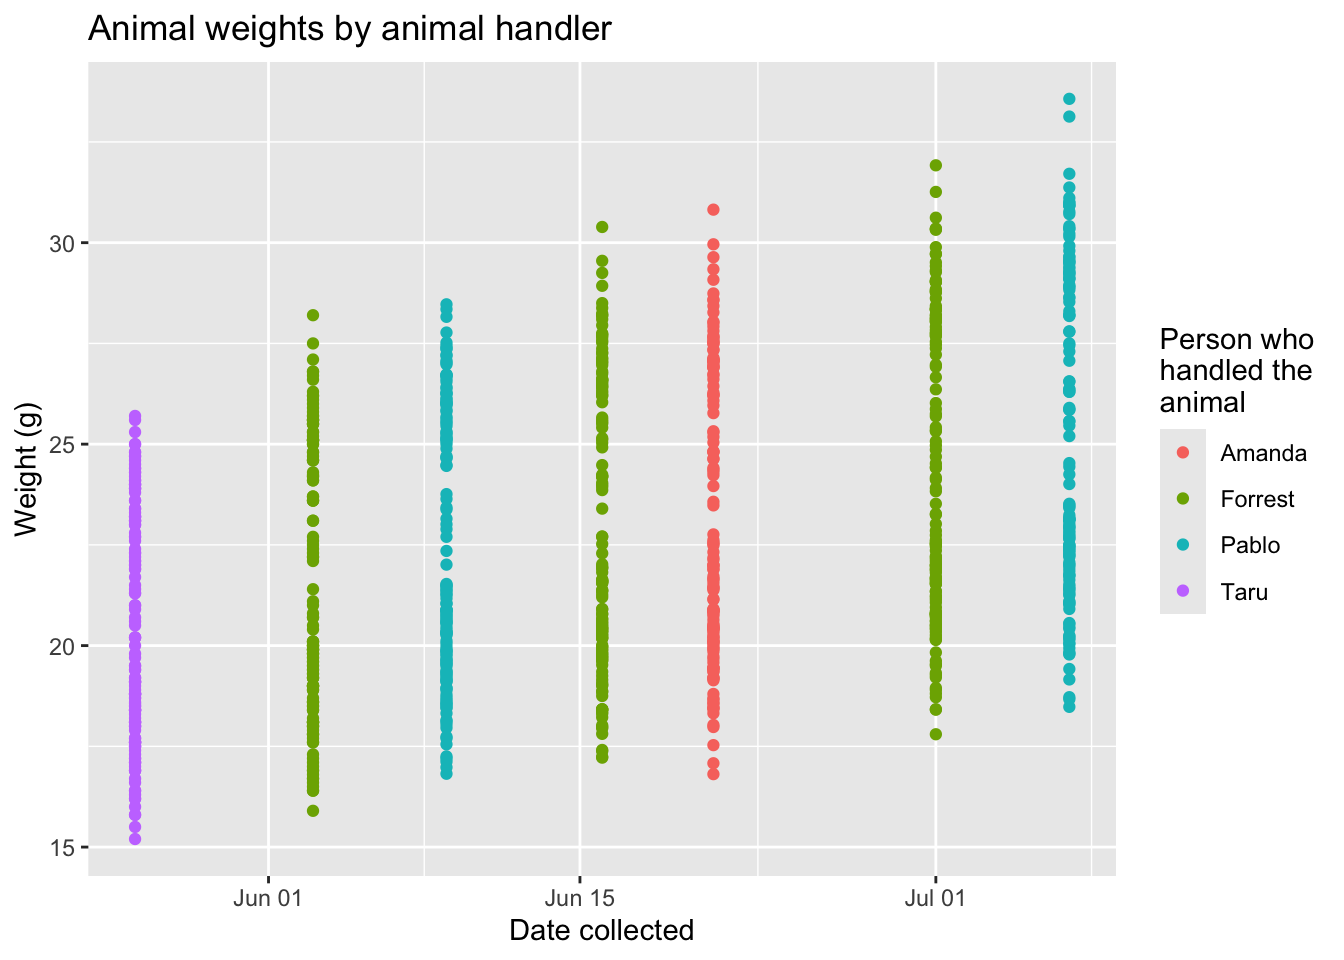 Animal weights by animal handler
Weight (g)
30
25
20
15
Jun 01
Jun 15
Jul 01
Date collected
Person who
handled the
animal
Amanda
Forrest
Pablo
Taru